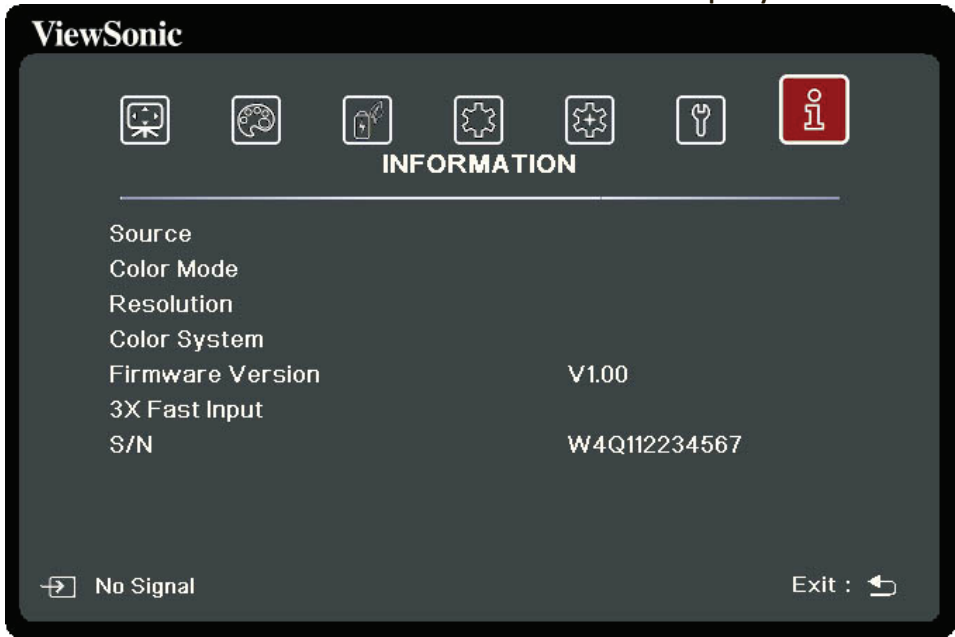 ViewSonic
INFORMATION
Source
Color Mode
Resolution
Color System
Firmware Version V1.00
3X Fast Input
S/N W4Q112234567
No Signal Exit :